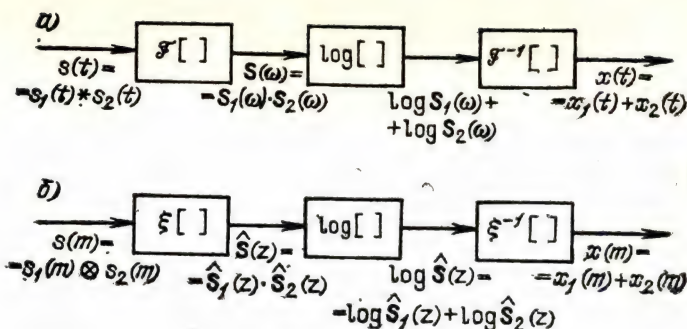 а)
𝓕[ ]
log[ ]
𝓕⁻¹[ ]
s(t)=
=s₁(t)*s₂(t)
S(ω)=
=S₁(ω)·S₂(ω)
log S₁(ω)+
+log S₂(ω)
x(t)=
=x₁(t)+x₂(t)
б)
ξ[ ]
log[ ]
ξ⁻¹[ ]
s(m)=
=s₁(m)⊗s₂(m)
Ŝ(z)=
=Ŝ₁(z)·Ŝ₂(z)
log Ŝ(z)=
=log Ŝ₁(z)+log Ŝ₂(z)
x(m)=
=x₁(m)+x₂(m)